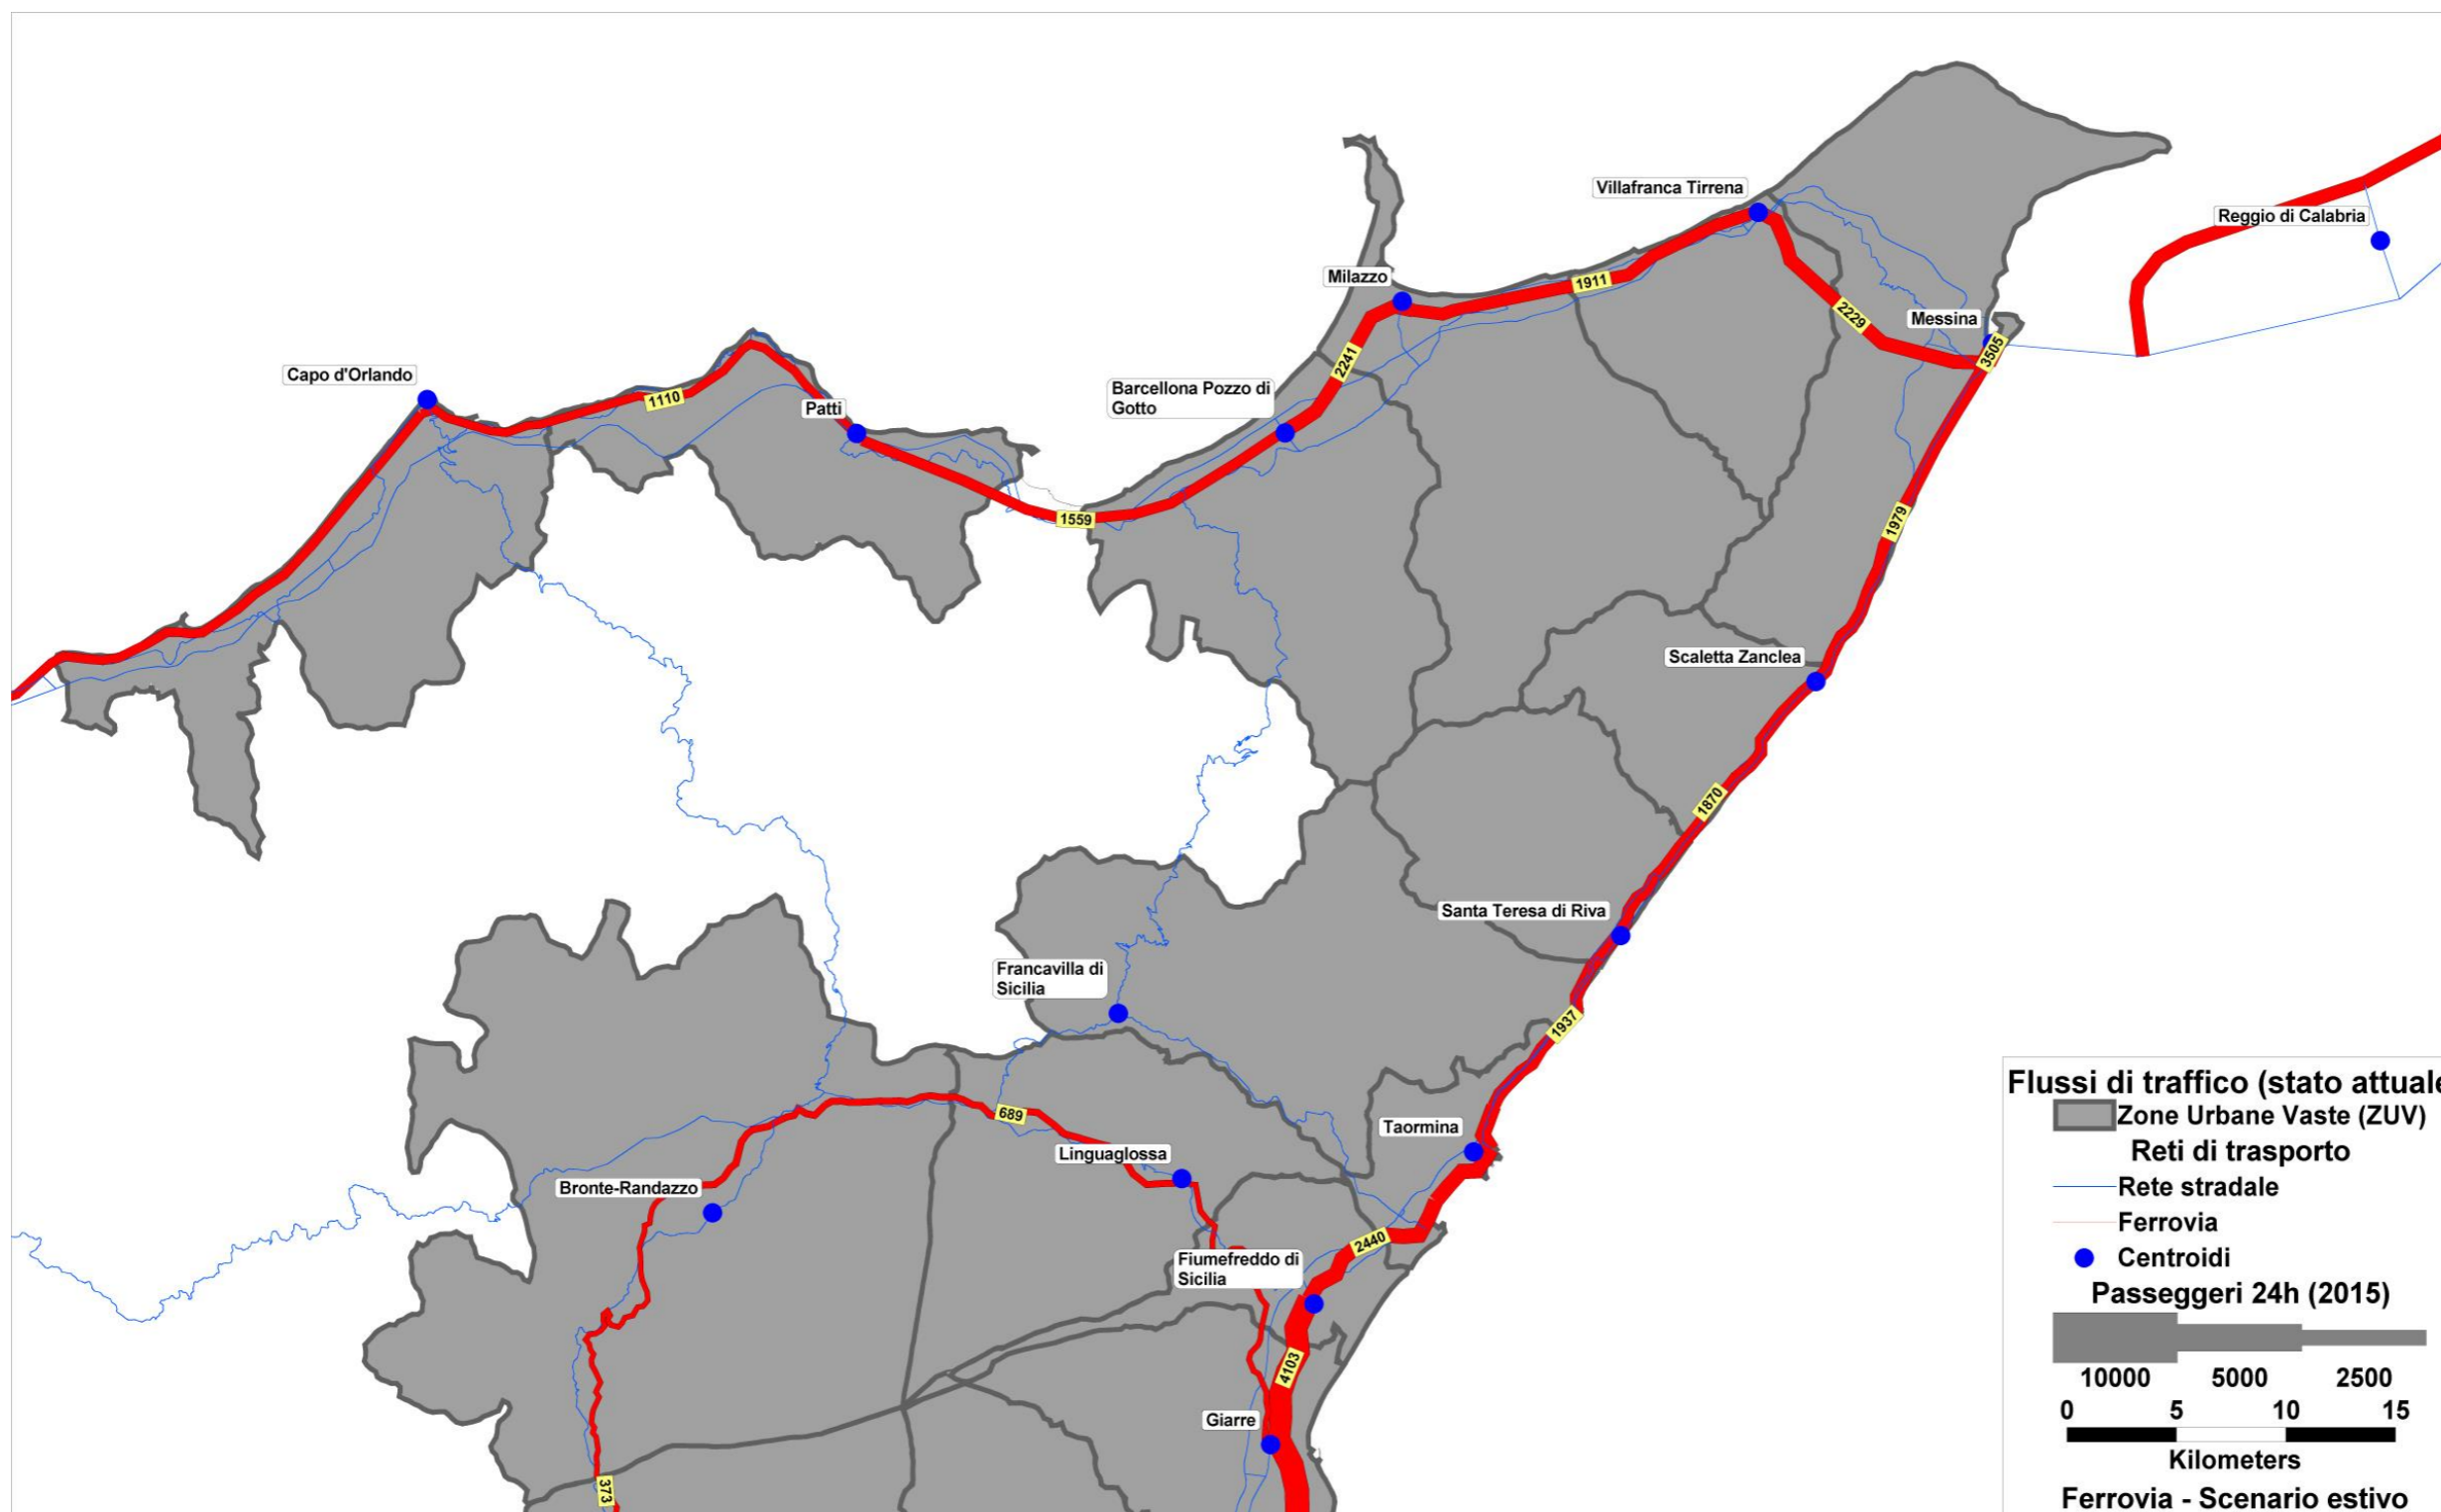 Villafranca Tirrena
Reggio di Calabria
Milazzo
1911
2229
Messina
3505
2241
Capo d'Orlando
1110
Patti
Barcellona Pozzo di
Gotto
1559
1979
Scaletta Zanclea
1870
Santa Teresa di Riva
Francavilla di
Sicilia
1937
689
Taormina
Linguaglossa
Bronte-Randazzo
2440
Fiumefreddo di
Sicilia
4103
Giarre
373
Flussi di traffico (stato attuale
Zone Urbane Vaste (ZUV)
Reti di trasporto
Rete stradale
Ferrovia
Centroidi
Passeggeri 24h (2015)
10000 5000 2500
0 5 10 15
Kilometers
Ferrovia - Scenario estivo